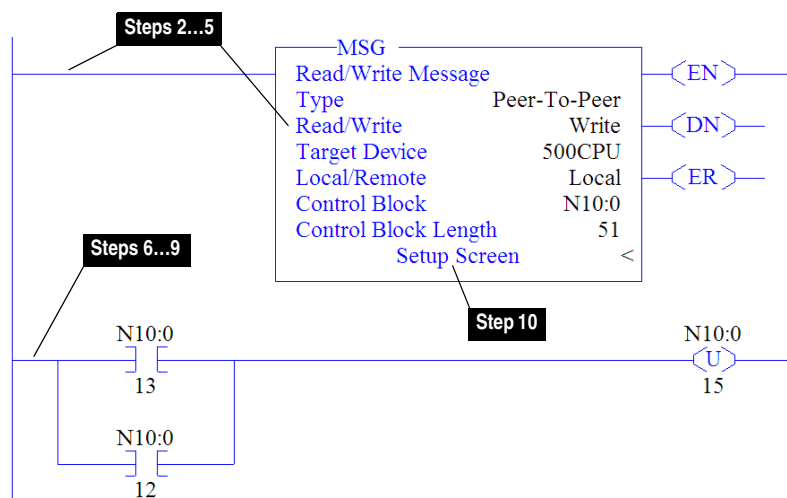 Steps 2...5
MSG
Read/Write Message
EN
Type Peer-To-Peer
Read/Write Write
DN
Target Device 500CPU
Local/Remote Local
ER
Control Block N10:0
Control Block Length 51
Setup Screen <
Steps 6...9
Step 10
N10:0
13
N10:0
U
15
N10:0
12